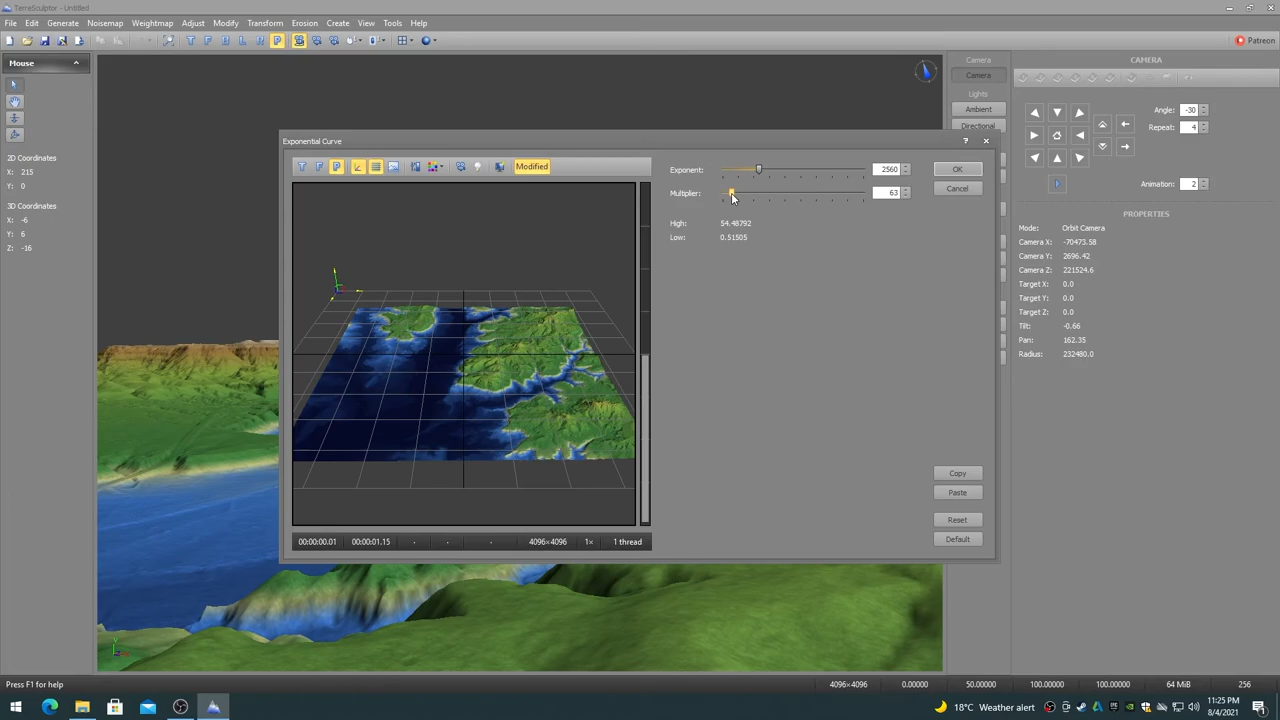 TerreSculptor - Untitled
File Edit Generate Noisemap Weightmap Adjust Modify Transform Erosion Create View Tools Help
T F B L R P
Patreon
Mouse
2D Coordinates
X: 215
Y: 0
3D Coordinates
X: -6
Y: 6
Z: -16
Camera
Camera
Lights
Ambient
Directional
CAMERA
Angle: -30
Repeat: 4
Animation: 2
PROPERTIES
Mode: Orbit Camera
Camera X: -70473.58
Camera Y: 2696.42
Camera Z: 221524.6
Target X: 0.0
Target Y: 0.0
Target Z: 0.0
Tilt: -0.66
Pan: 162.35
Radius: 232480.0
Exponential Curve
T F P Modified
Exponent: 2560
Multiplier: 63
High: 54.48792
Low: 0.51505
OK
Cancel
Copy
Paste
Reset
Default
00:00:00.01 00:00:01.15 - - - 4096×4096 1× 1 thread
Press F1 for help
4096×4096 0.00000 50.00000 100.00000 100.00000 64 MiB 256
18°C Weather alert
11:25 PM
8/4/2021